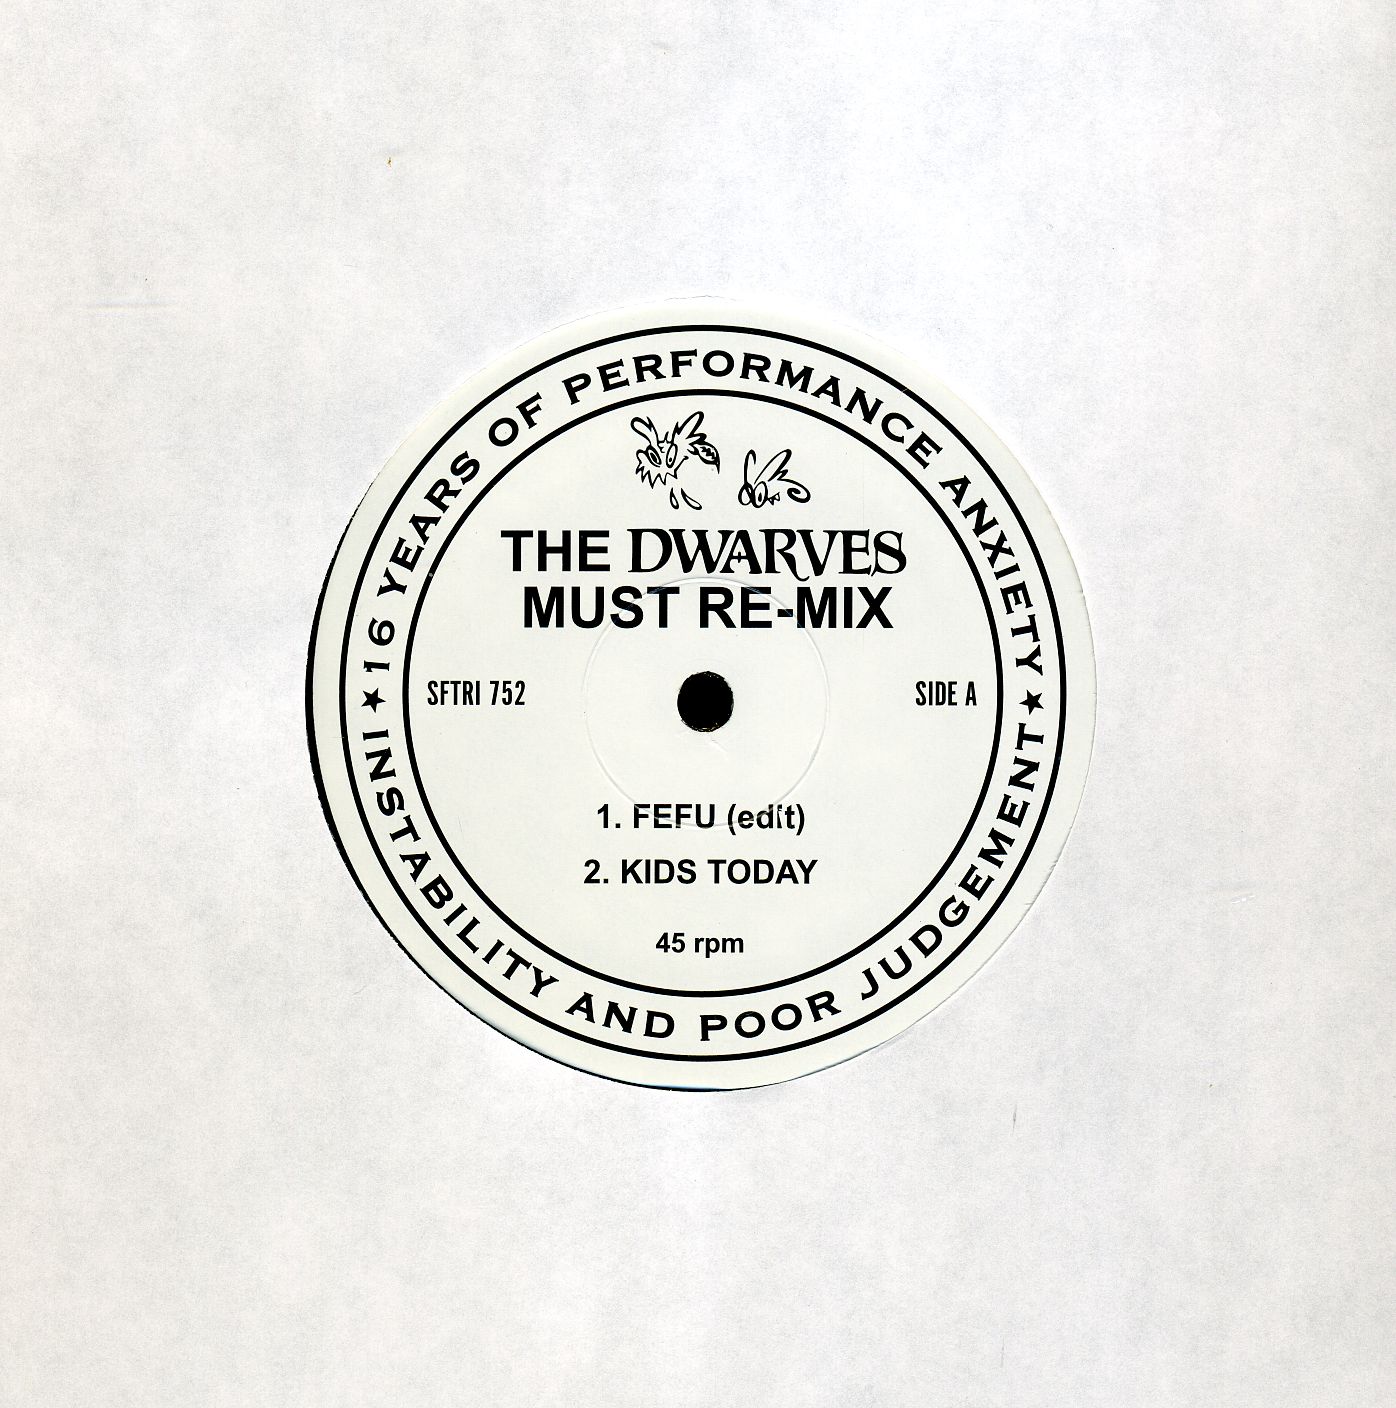 16 YEARS OF PERFORMANCE ANXIETY
THE DWARVES
MUST RE-MIX
SFTRI 752
SIDE A
1. FEFU (edit)
2. KIDS TODAY
45 rpm
INSTABILITY AND POOR JUDGEMENT